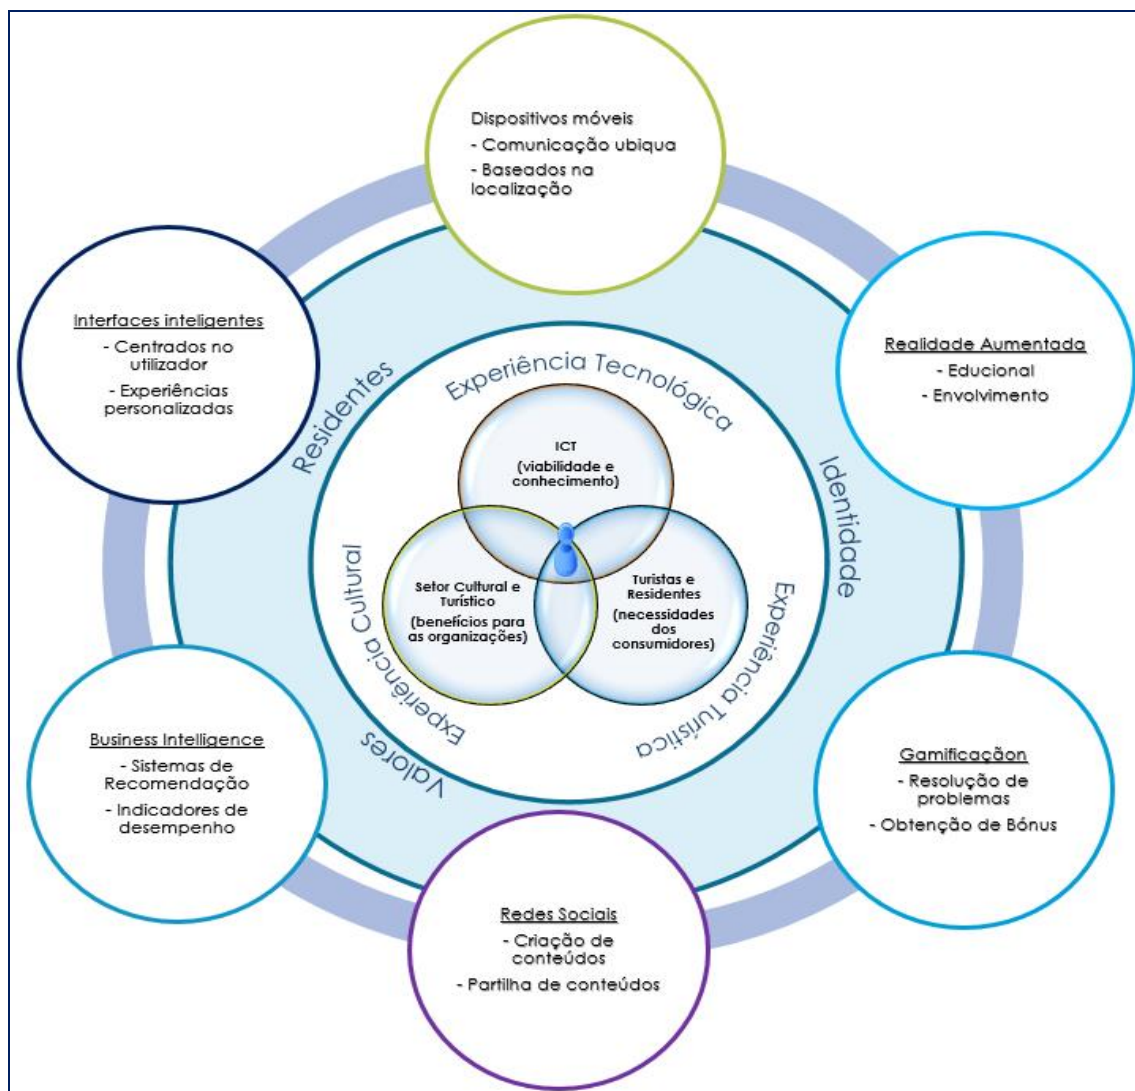 Dispositivos móveis
- Comunicação ubiqua
- Baseados na
localização
Interfaces inteligentes
- Centrados no
utilizador
- Experiências
personalizadas
Realidade Aumentada
- Educional
- Envolvimento
Residentes
Identidade
Valores
Experiência Tecnológica
Experiência Cultural
Experiência Turística
ICT
(viabilidade e
conhecimento)
Setor Cultural e
Turístico
(benefícios para
as organizações)
Turistas e
Residentes
(necessidades
dos
consumidores)
Business Intelligence
- Sistemas de
Recomendação
- Indicadores de
desempenho
Gamificaçãon
- Resolução de
problemas
- Obtenção de Bónus
Redes Sociais
- Criação de
conteúdos
- Partilha de conteúdos